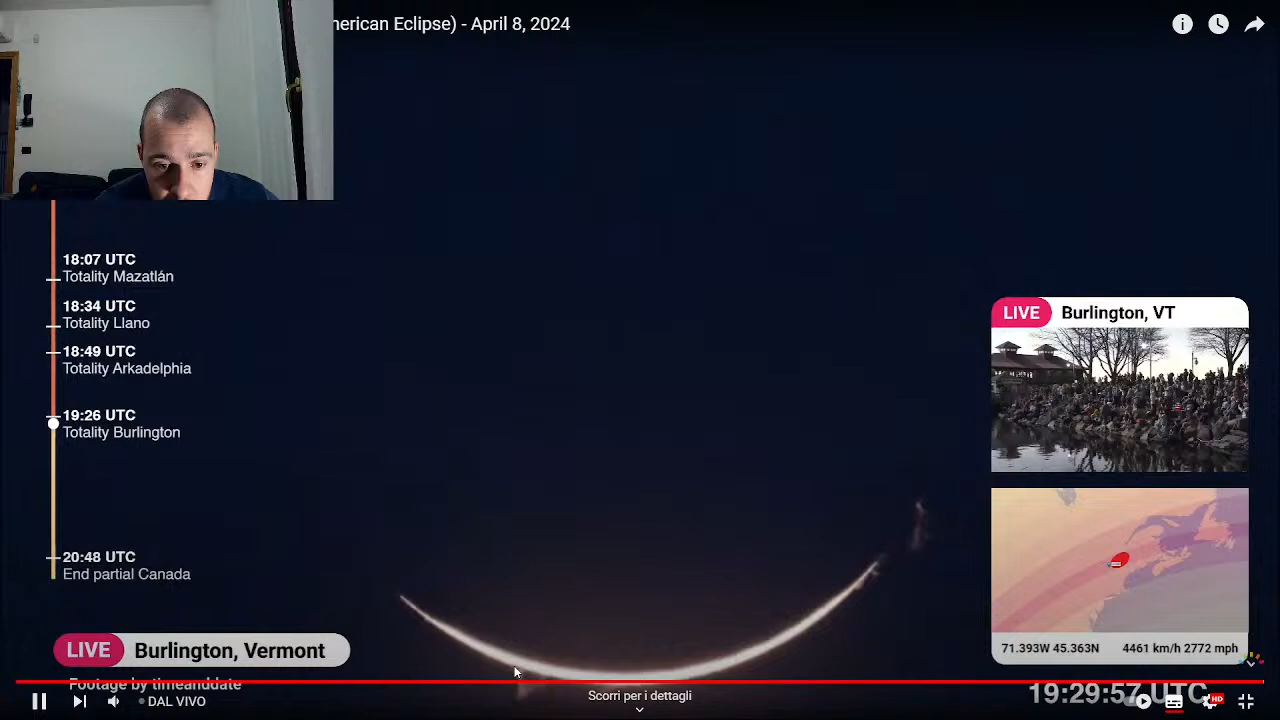 nerican Eclipse) - April 8, 2024
18:07 UTC
Totality Mazatlán
18:34 UTC
Totality Llano
18:49 UTC
Totality Arkadelphia
19:26 UTC
Totality Burlington
20:48 UTC
End partial Canada
LIVE Burlington, VT
71.393W 45.363N 4461 km/h 2772 mph
LIVE Burlington, Vermont
Footage by timeanddate
19:29:57 UTC
Scorri per i dettagli
DAL VIVO
HD